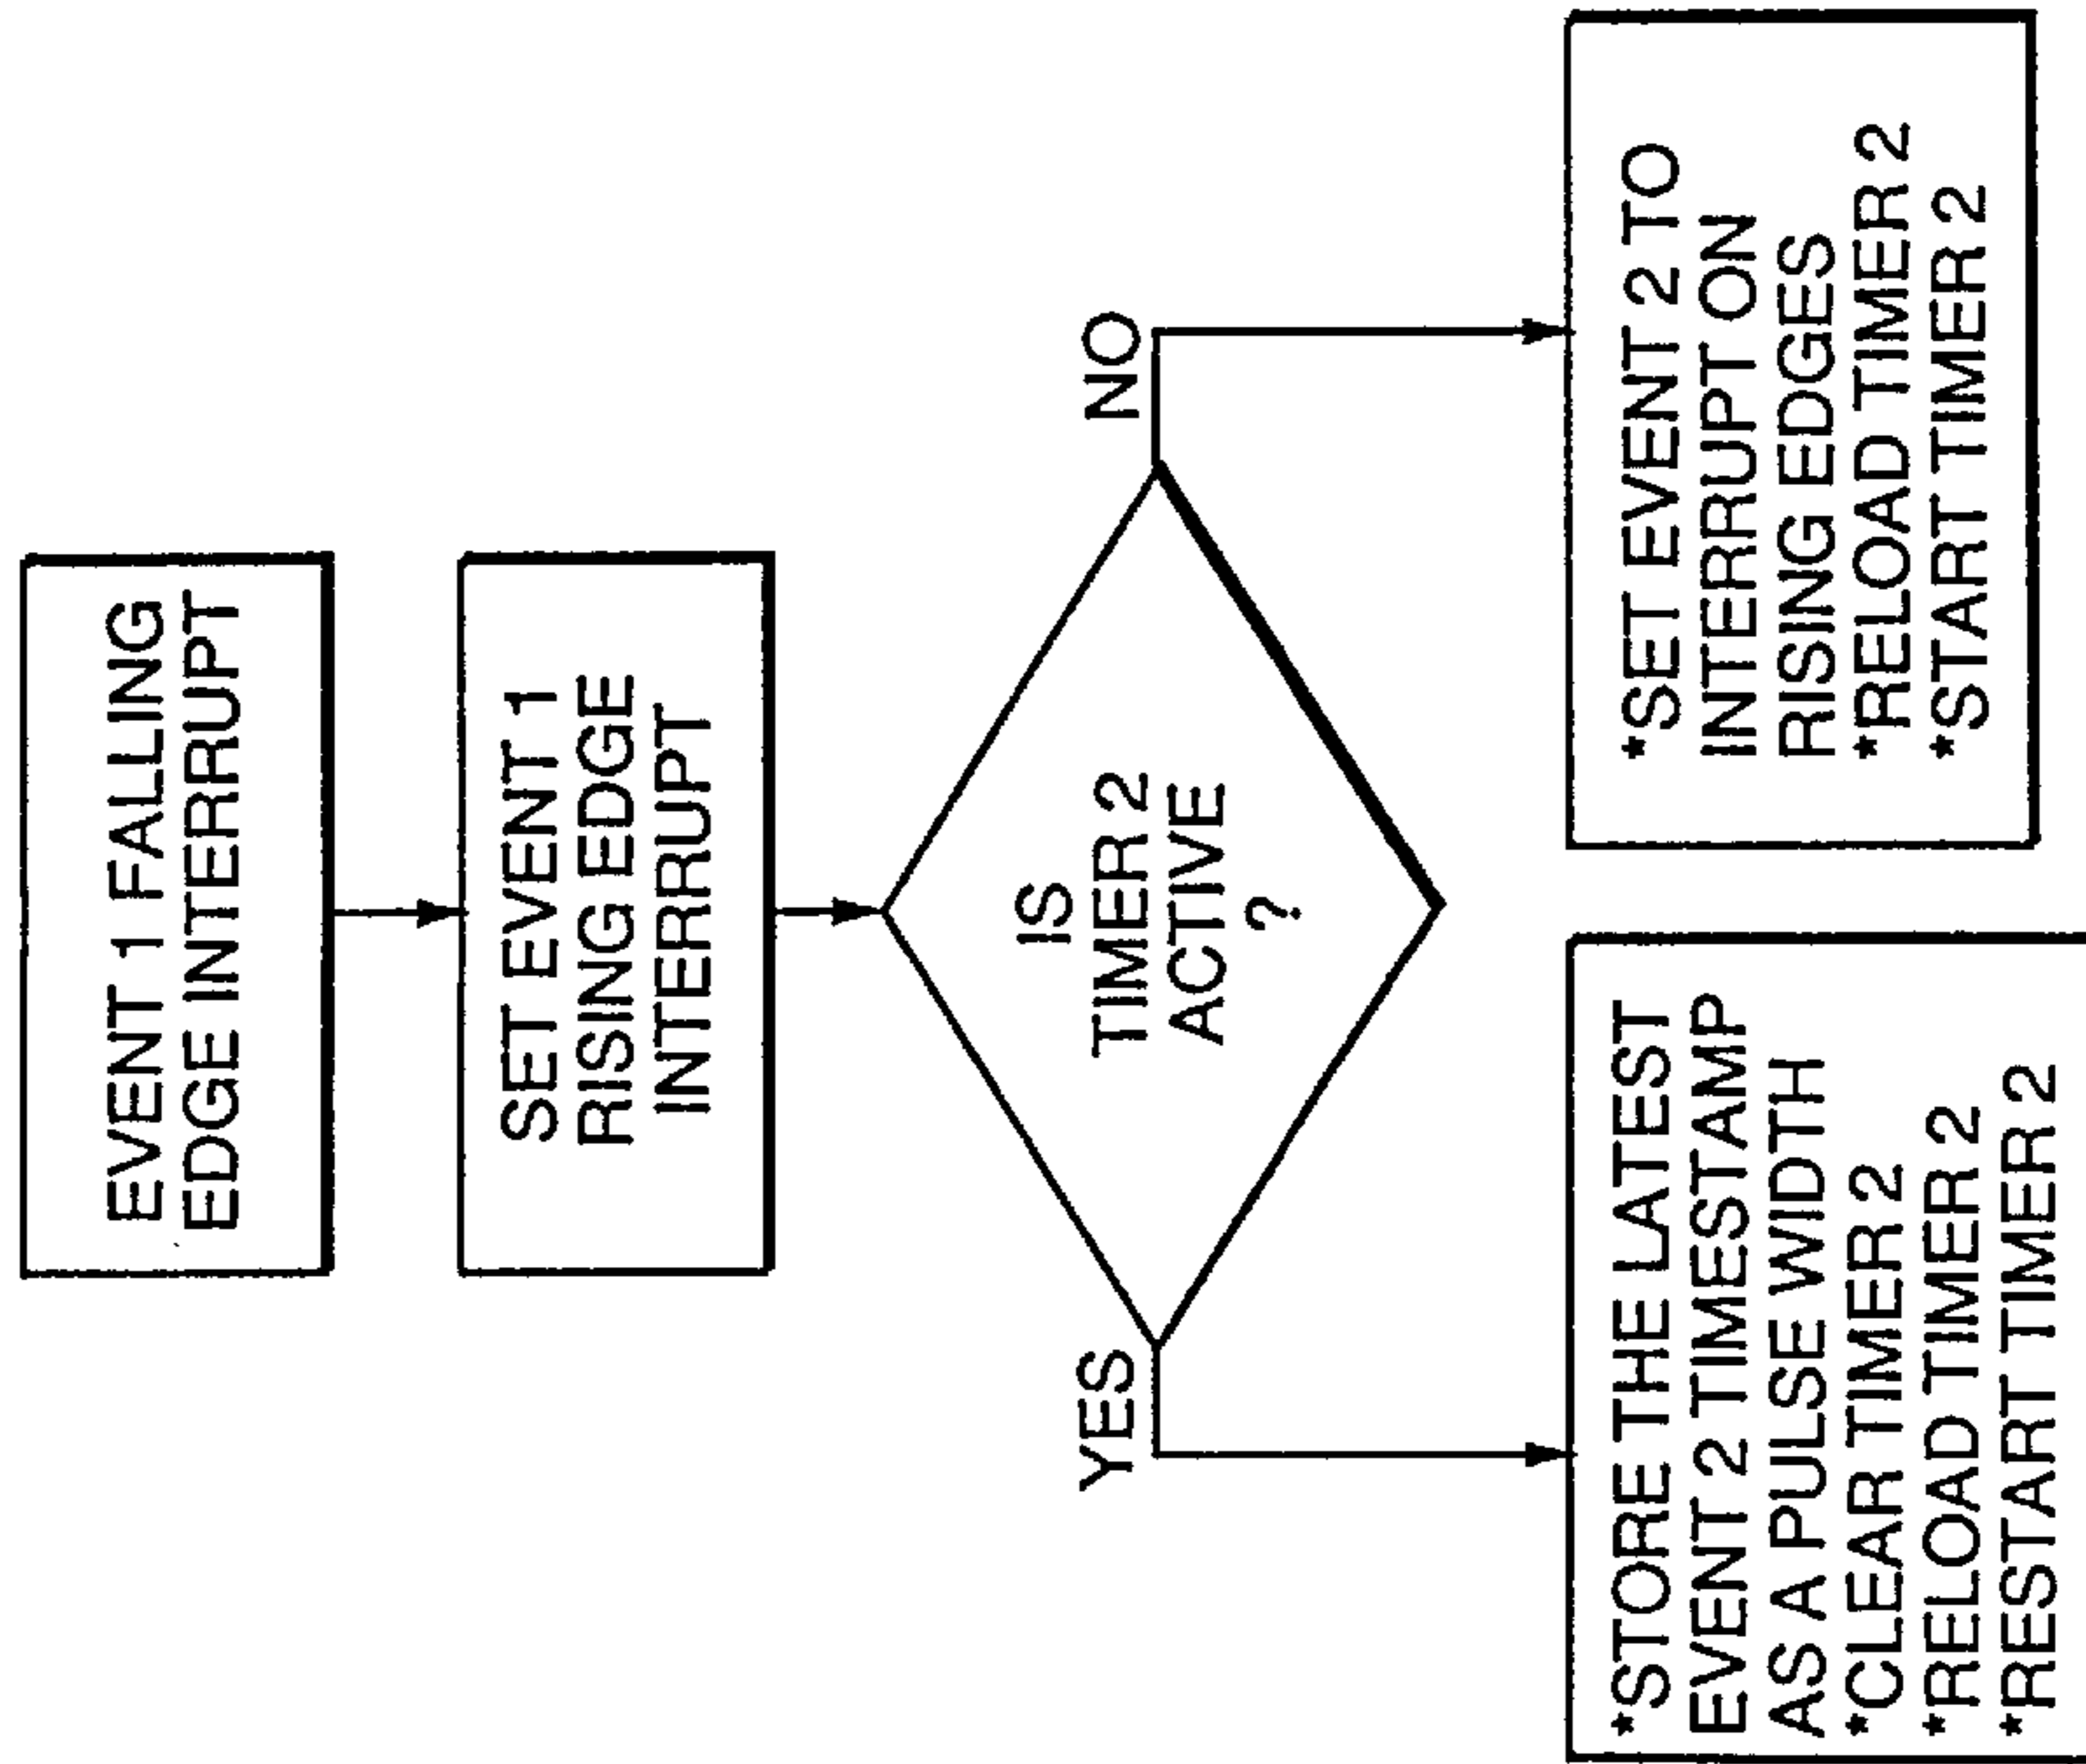 EVENT 1 FALLING
EDGE INTERRUPT
SET EVENT 1
RISING EDGE
INTERRUPT
IS
TIMER 2
ACTIVE
?
YES
NO
*STORE THE LATEST
EVENT 2 TIMESTAMP
AS A PULSE WIDTH
*CLEAR TIMER 2
*RELOAD TIMER 2
*RESTART TIMER 2
*SET EVENT 2 TO
INTERRUPT ON
RISING EDGES
*RELOAD TIMER 2
*START TIMER 2